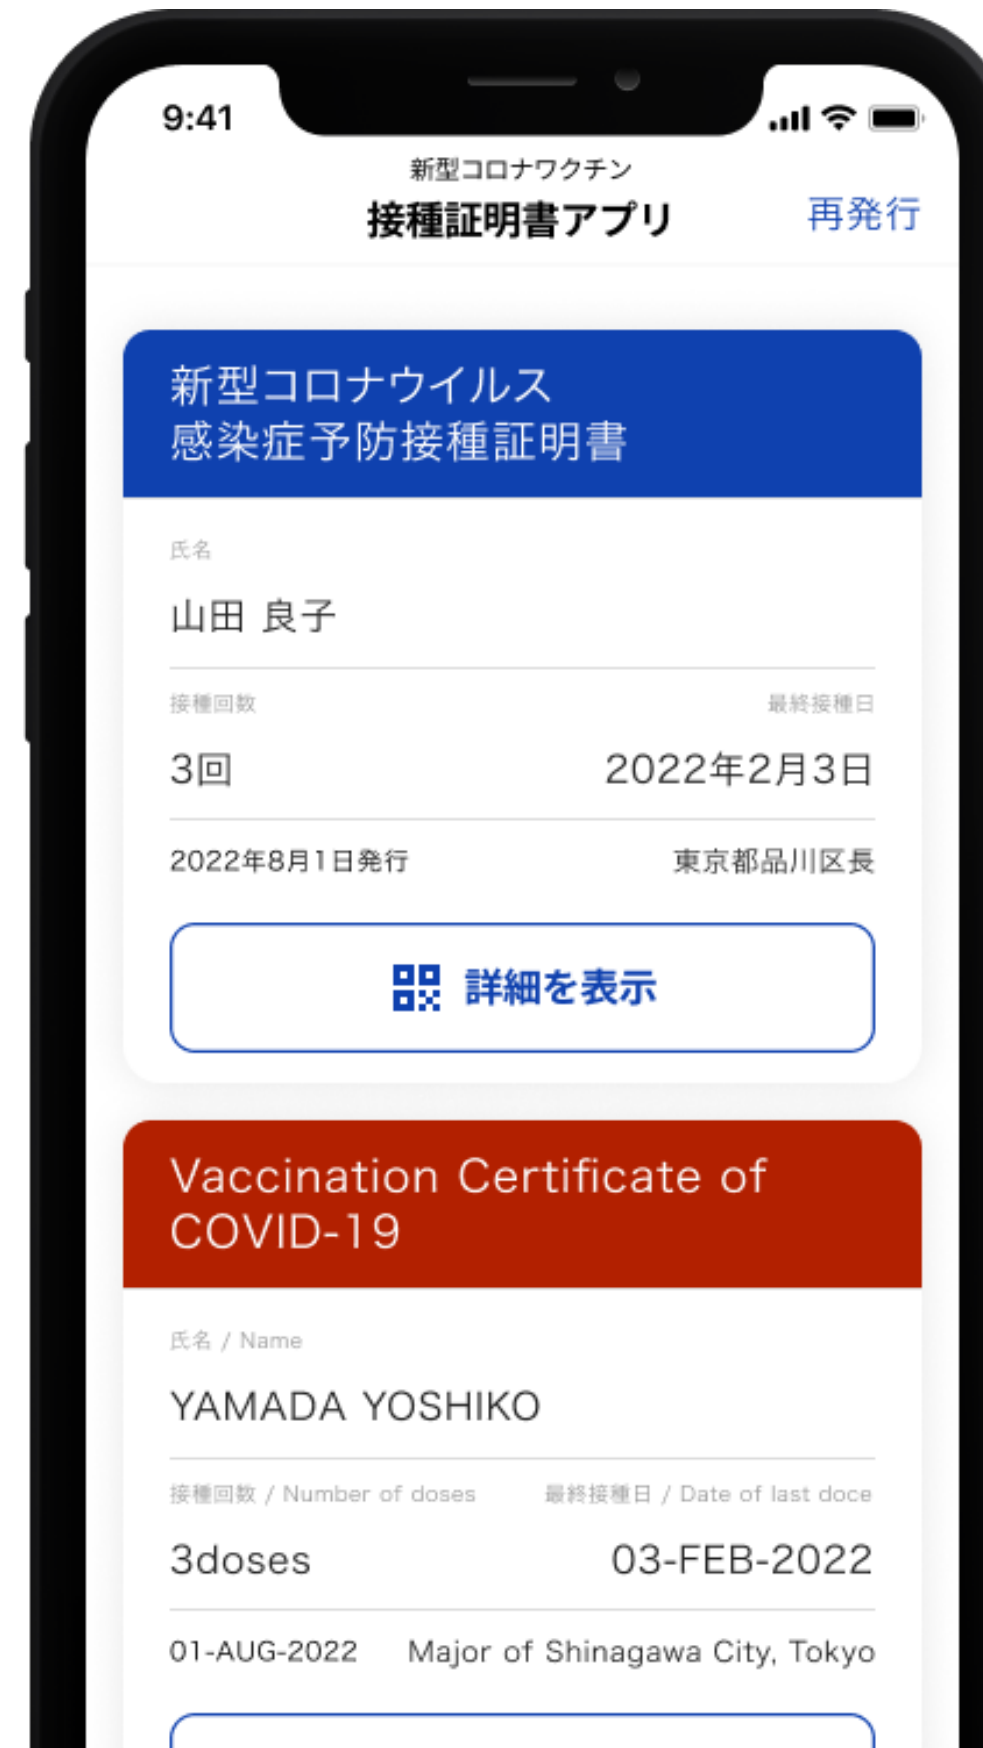 9:41
新型コロナワクチン
接種証明書アプリ
再発行
新型コロナウイルス
感染症予防接種証明書
氏名
山田 良子
接種回数 最終接種日
3回 2022年2月3日
2022年8月1日発行 東京都品川区長
詳細を表示
Vaccination Certificate of
COVID-19
氏名 / Name
YAMADA YOSHIKO
接種回数 / Number of doses 最終接種日 / Date of last doce
3doses 03-FEB-2022
01-AUG-2022 Major of Shinagawa City, Tokyo